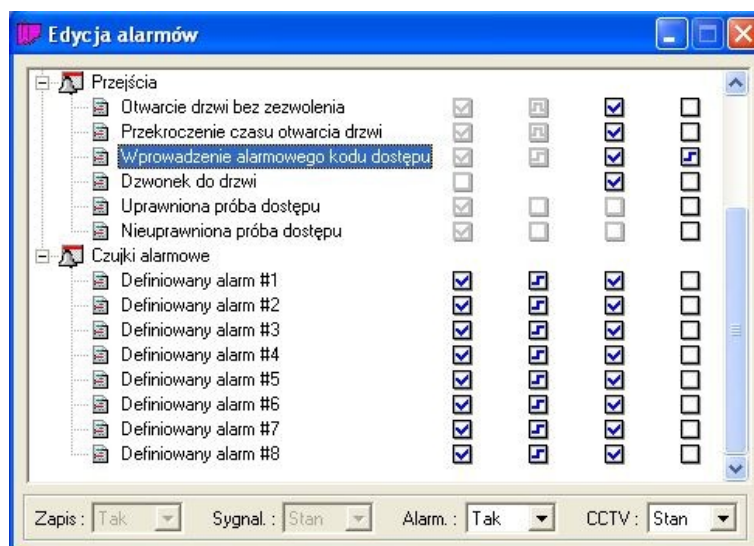 Edycja alarmów
Przejścia
Otwarcie drzwi bez zezwolenia
Przekroczenie czasu otwarcia drzwi
Wprowadzenie alarmowego kodu dostępu
Dzwonek do drzwi
Uprawniona próba dostępu
Nieuprawniona próba dostępu
Czujki alarmowe
Definiowany alarm #1
Definiowany alarm #2
Definiowany alarm #3
Definiowany alarm #4
Definiowany alarm #5
Definiowany alarm #6
Definiowany alarm #7
Definiowany alarm #8
Zapis : Tak Sygnal. : Stan Alarm. : Tak CCTV : Stan